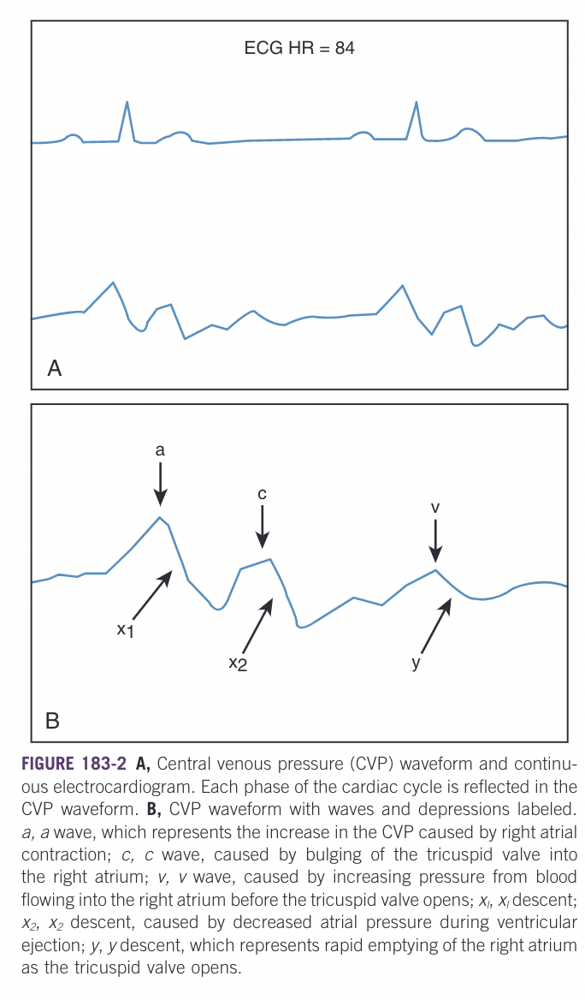 ECG HR = 84
A
a
c
v
x1
x2
y
B
FIGURE 183-2 A, Central venous pressure (CVP) waveform and continu-
ous electrocardiogram. Each phase of the cardiac cycle is reflected in the
CVP waveform. B, CVP waveform with waves and depressions labeled.
a, a wave, which represents the increase in the CVP caused by right atrial
contraction; c, c wave, caused by bulging of the tricuspid valve into
the right atrium; v, v wave, caused by increasing pressure from blood
flowing into the right atrium before the tricuspid valve opens; xl, xl descent;
x2, x2 descent, caused by decreased atrial pressure during ventricular
ejection; y, y descent, which represents rapid emptying of the right atrium
as the tricuspid valve opens.